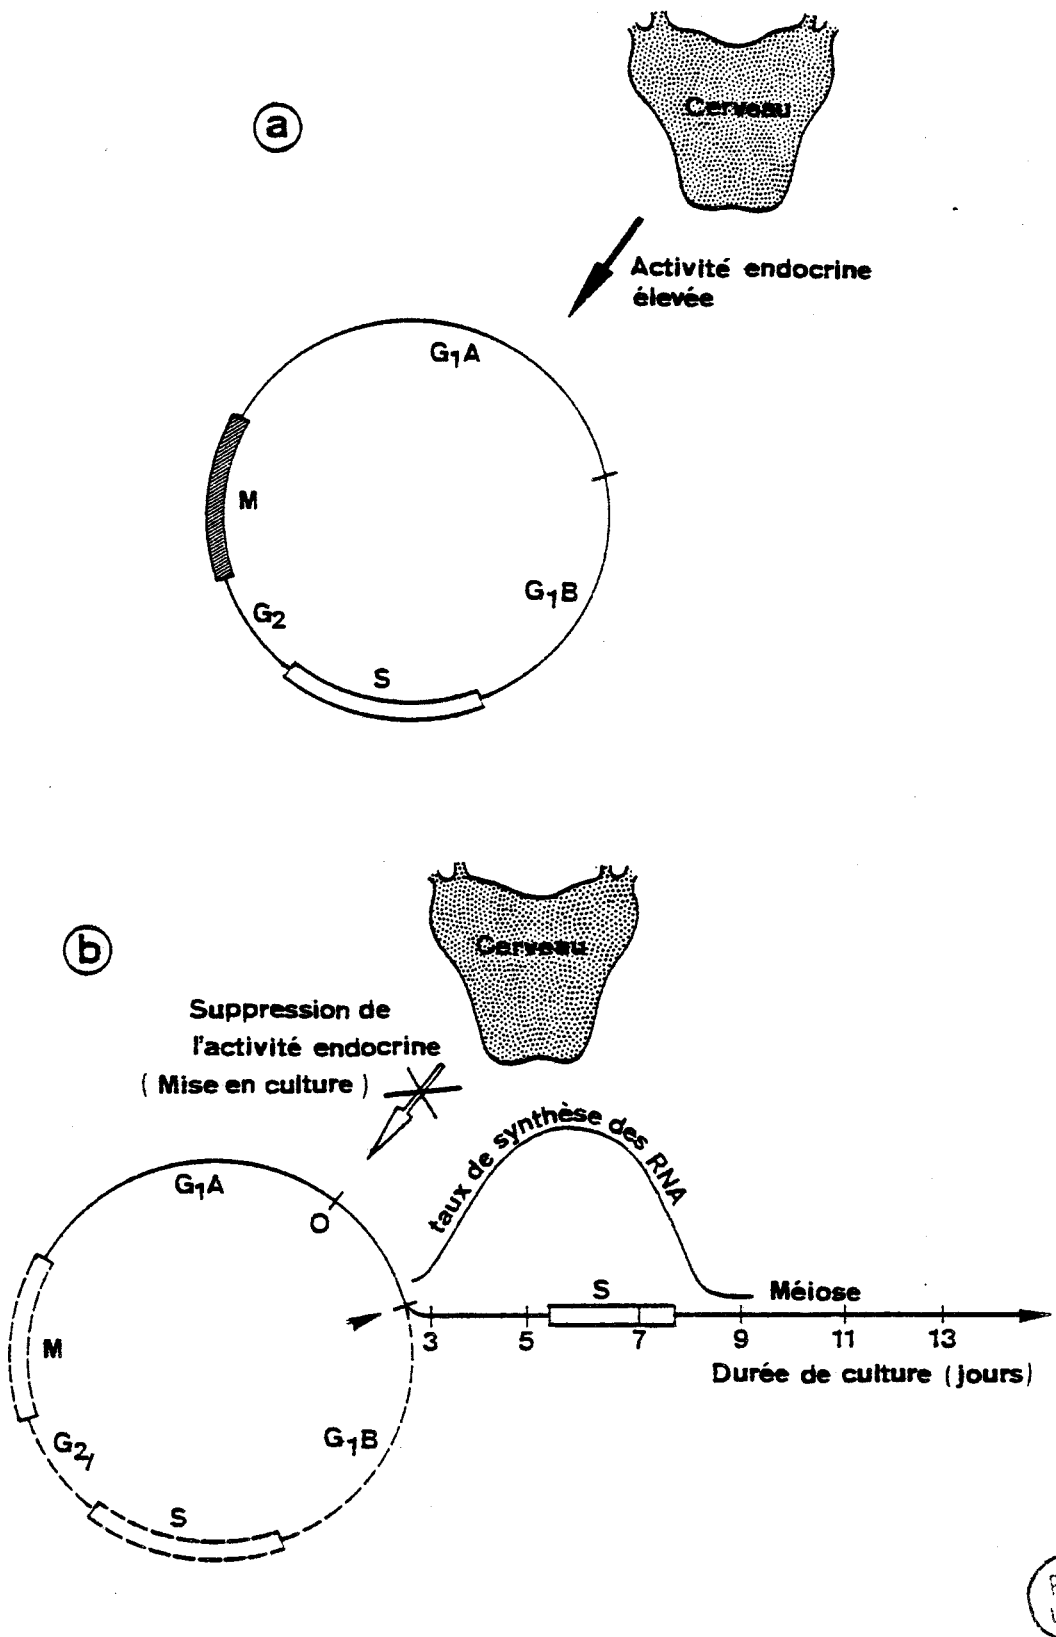 a
Cerveau
Activité endocrine
élevée
G1A
M
G1B
G2
S
b
Cerveau
Suppression de
l'activité endocrine
( Mise en culture )
taux de synthèse des RNA
G1A
O
S
Méiose
3 5 7 9 11 13
M
Durée de culture (jours)
G2
G1B
S